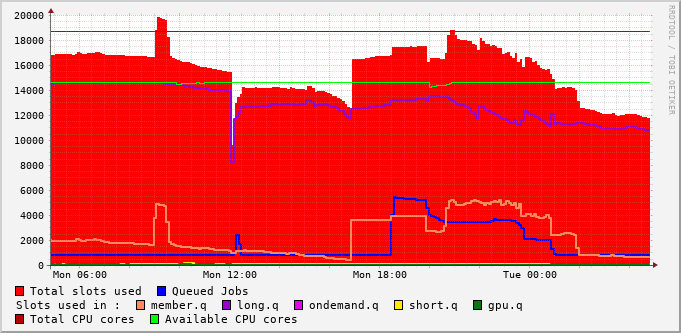 20000
18000
16000
14000
12000
10000
8000
6000
4000
2000
0
Mon 06:00 Mon 12:00 Mon 18:00 Tue 00:00
RRDTOOL / TOBI OETIKER
Total slots used Queued Jobs
Slots used in : member.q long.q ondemand.q short.q gpu.q
Total CPU cores Available CPU cores